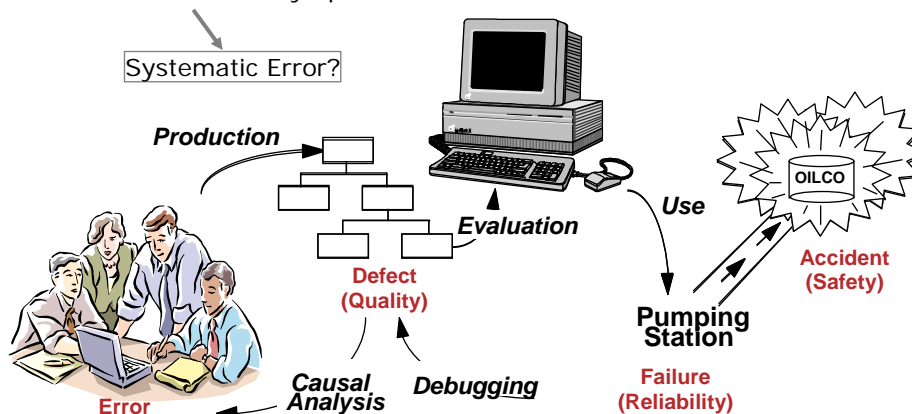 Systematic Error?
Production
OILCO
Use
Evaluation
Accident
(Safety)
Defect
(Quality)
Pumping
Station
Causal
Analysis
Debugging
Failure
(Reliability)
Error